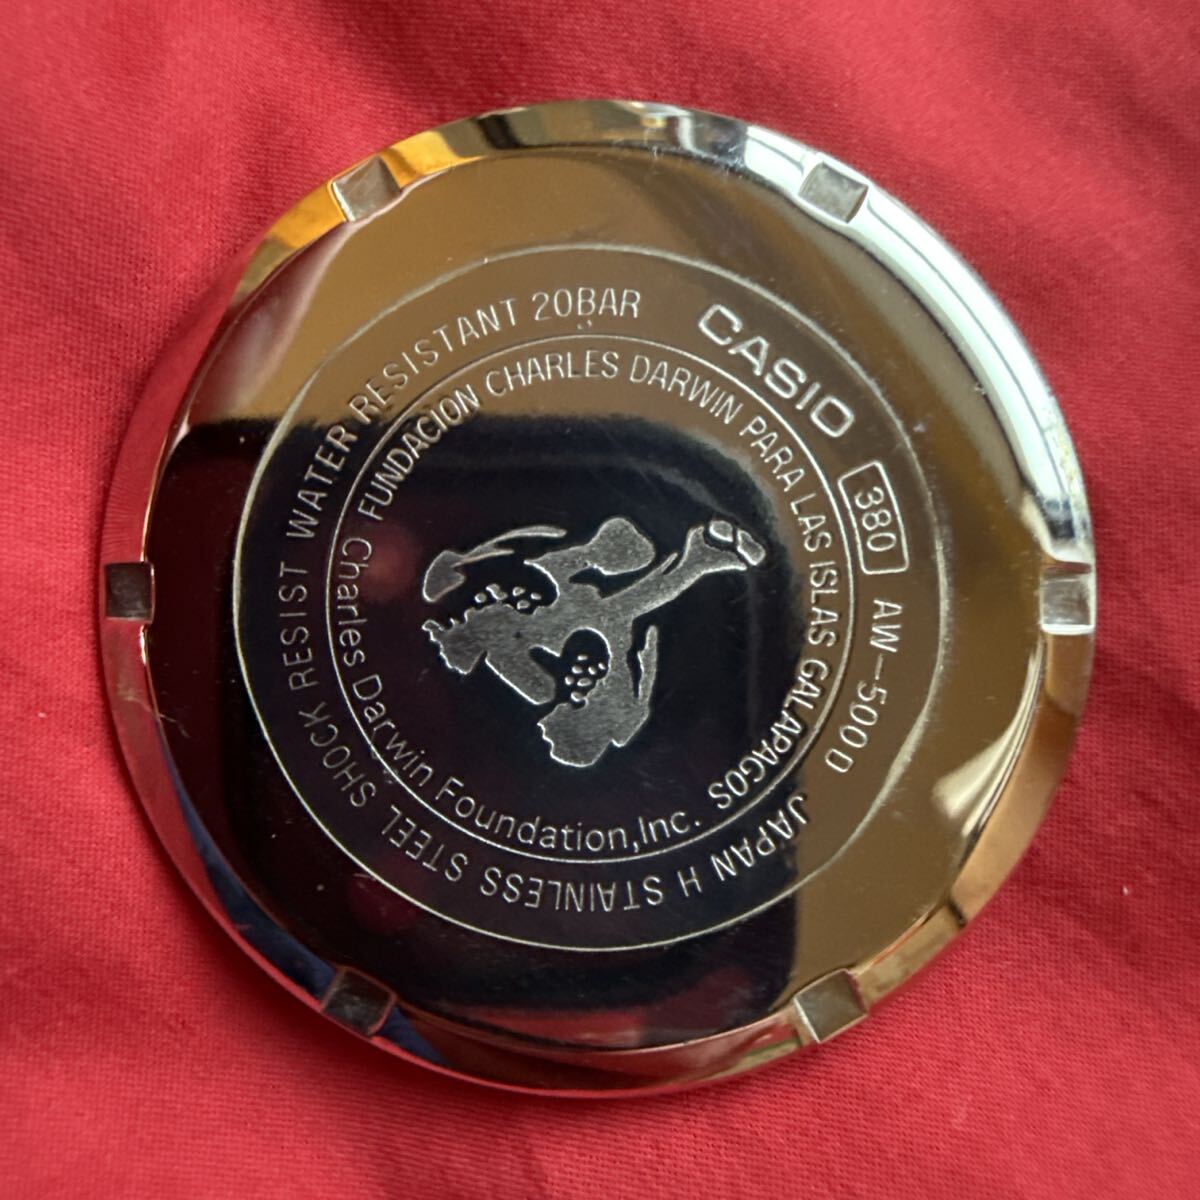 CASIO
380 AW-500D
JAPAN H STAINLESS STEEL SHOCK RESIST WATER RESISTANT 20BAR
FUNDACION CHARLES DARWIN PARA LAS ISLAS GALAPAGOS
Charles Darwin Foundation,Inc.